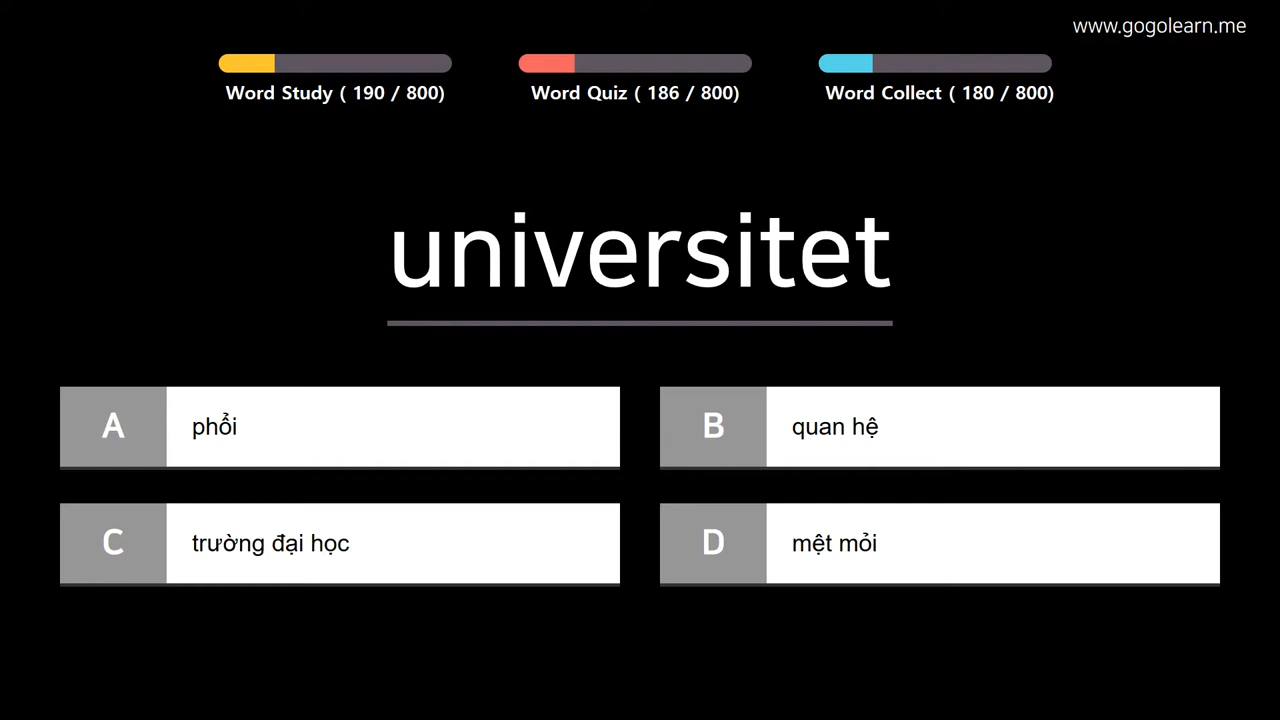 www.gogolearn.me
Word Study ( 190 / 800)
Word Quiz ( 186 / 800)
Word Collect ( 180 / 800)
universitet
A phổi
B quan hệ
C trường đại học
D mệt mỏi